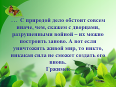 … С природой дело обстоит совсем
иначе, чем, скажем с дворцами,
разрушенными войной – их можно
построить заново. А вот если
уничтожить живой мир, то никто,
никакая сила не сможет создать его
вновь.
Гржимек